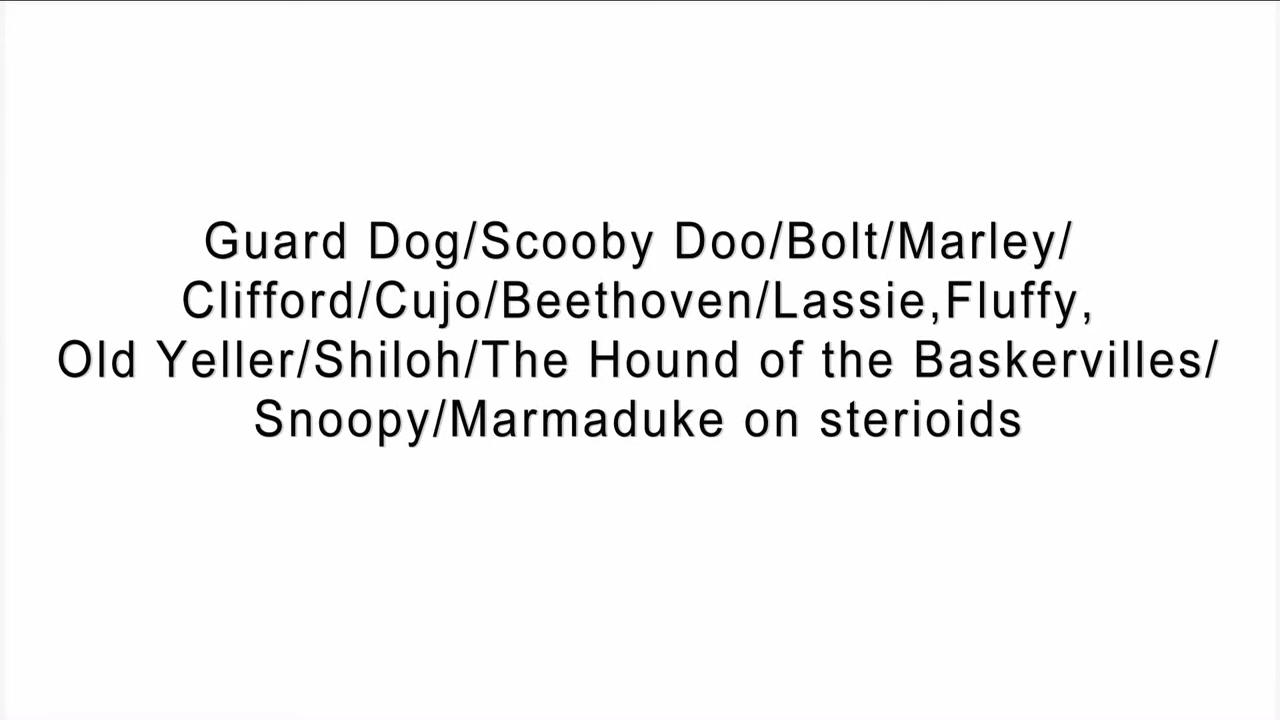 Guard Dog/Scooby Doo/Bolt/Marley/
Clifford/Cujo/Beethoven/Lassie,Fluffy,
Old Yeller/Shiloh/The Hound of the Baskervilles/
Snoopy/Marmaduke on sterioids